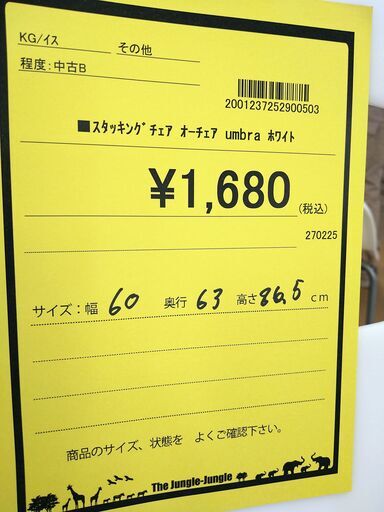 KG/ｲｽ その他
程度:中古B
2001237252900503
■ｽﾀｯｷﾝｸﾞﾁｪｱ ｵｰﾁｪｱ umbra ﾎﾜｲﾄ
¥1,680 (税込)
270225
サイズ:幅 60 奥行 63 高さ 86.5 cm
商品のサイズ、状態を よくご確認下さい。
The Jungle-Jungle